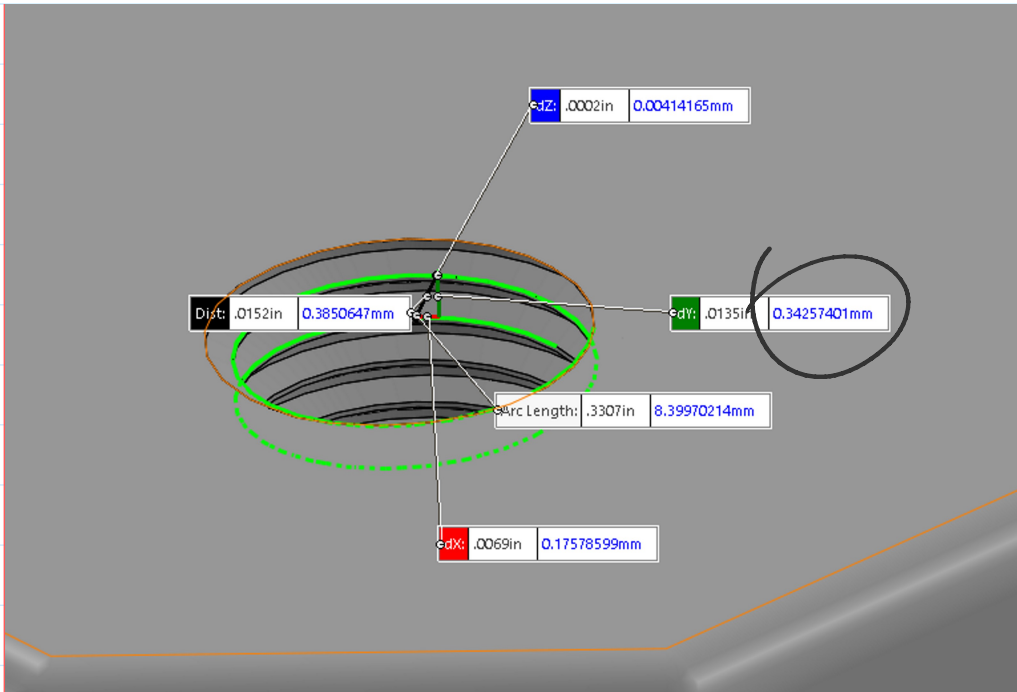 dZ: .0002in 0.00414165mm
Dist: .0152in 0.3850647mm
dY: .0135in 0.34257401mm
Arc Length: .3307in 8.39970214mm
dX: .0069in 0.17578599mm